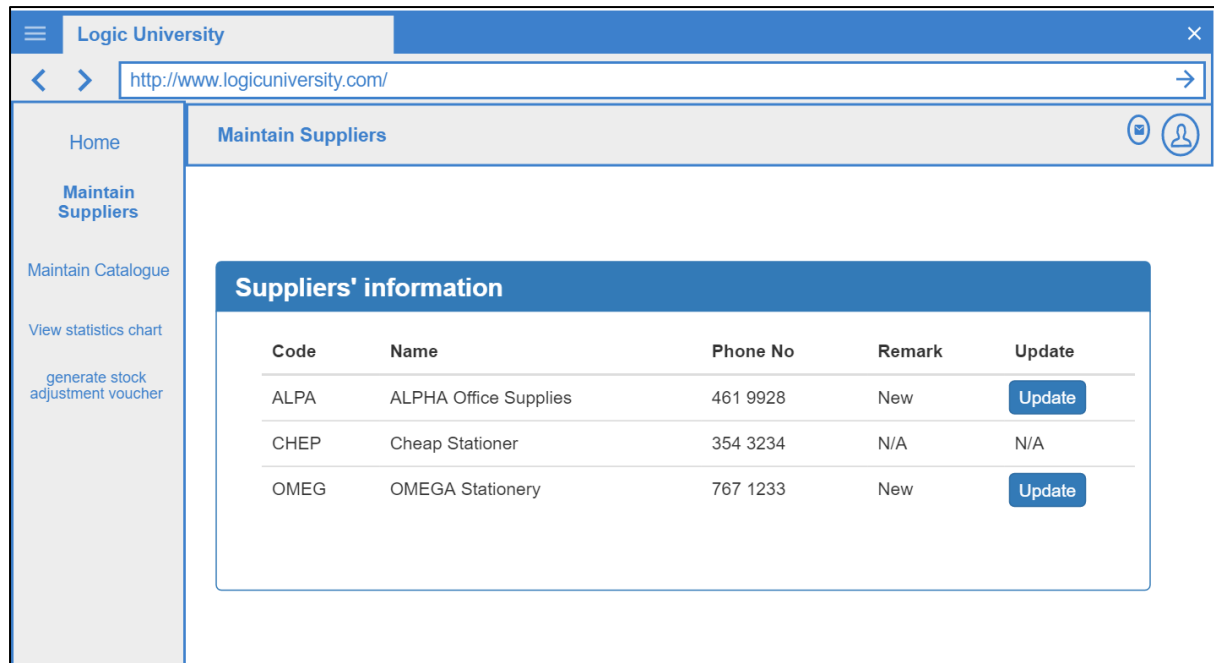 Logic University
http://www.logicuniversity.com/
Home
Maintain
Suppliers
Maintain Catalogue
View statistics chart
generate stock
adjustment voucher
Maintain Suppliers
Suppliers' information
Code Name Phone No Remark Update
ALPA ALPHA Office Supplies 461 9928 New Update
CHEP Cheap Stationer 354 3234 N/A N/A
OMEG OMEGA Stationery 767 1233 New Update